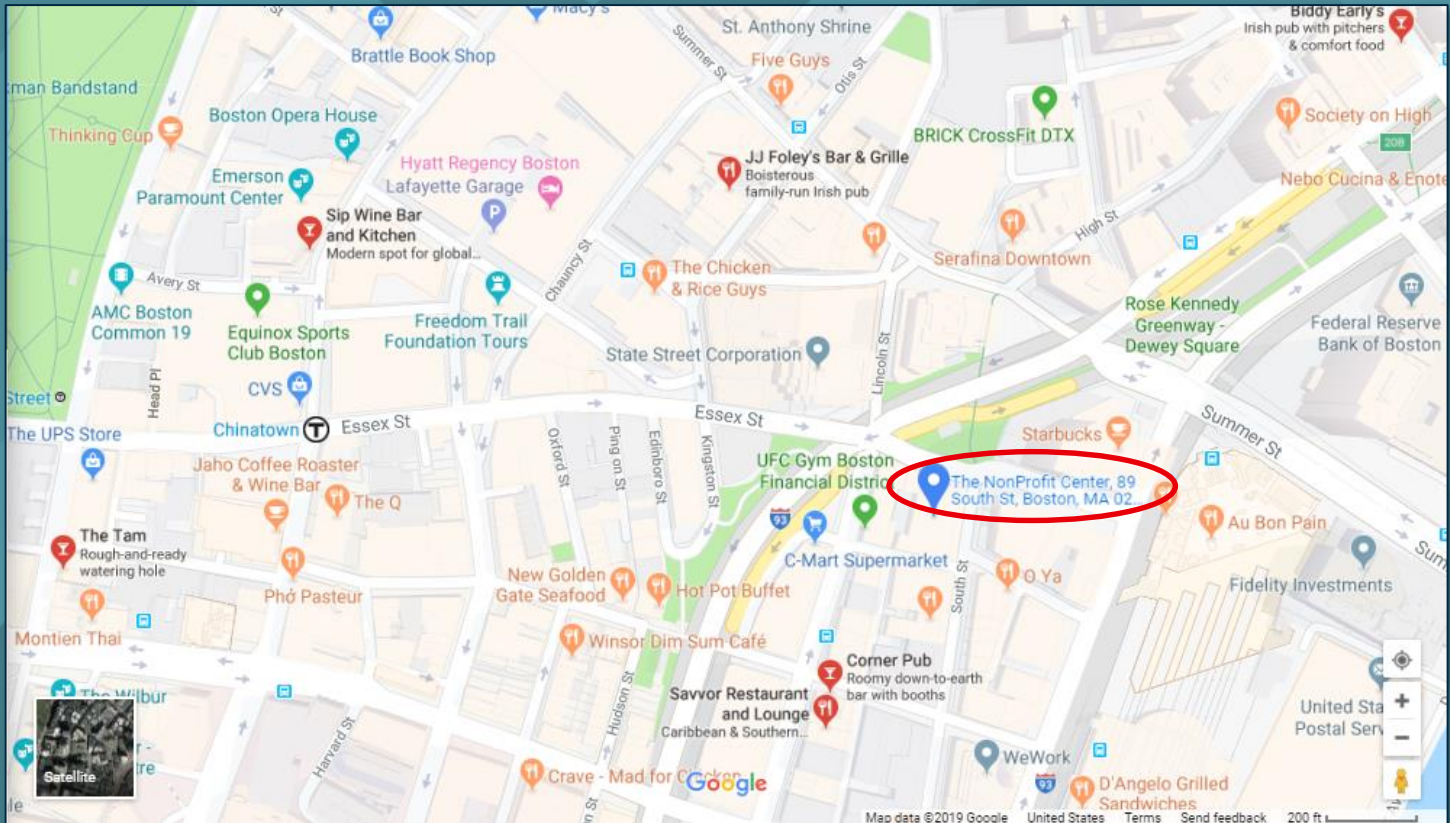 Macy's
Biddy Early's
Irish pub with pitchers
& comfort food
St. Anthony Shrine
Summer St
Brattle Book Shop
Five Guys
Otis St
man Bandstand
Boston Opera House
Thinking Cup
Society on High
BRICK CrossFit DTX
208
Hyatt Regency Boston
JJ Foley's Bar & Grille
Boisterous
family-run Irish pub
Emerson
Paramount Center
Lafayette Garage
P
Nebo Cucina & Enote
Sip Wine Bar
and Kitchen
Modern spot for global...
High St
Serafina Downtown
Chauncy St
The Chicken
& Rice Guys
Avery St
AMC Boston
Common 19
Equinox Sports
Club Boston
Freedom Trail
Foundation Tours
Rose Kennedy
Greenway -
Dewey Square
Federal Reserve
Bank of Boston
State Street Corporation
Lincoln St
Head Pl
CVS
Street
The UPS Store
Chinatown
T
Essex St
Essex St
Starbucks
Summer St
Oxford St
Ping on St
Edinboro St
Kingston St
Jaho Coffee Roaster
& Wine Bar
The Q
UFC Gym Boston
Financial Distric
The NonProfit Center, 89
South St, Boston, MA 02...
93
Au Bon Pain
Sum
The Tam
Rough-and-ready
watering hole
C-Mart Supermarket
Phở Pasteur
New Golden
Gate Seafood
Hot Pot Buffet
South St
O Ya
Fidelity Investments
Montien Thai
Winsor Dim Sum Café
Corner Pub
Roomy down-to-earth
bar with booths
Savvor Restaurant
and Lounge
Caribbean & Southern...
Hudson St
The Wilbur
Harvard St
United Sta
Postal Serv
+
−
WeWork
tre
Satellite
Crave - Mad for Chicken
Google
93
D'Angelo Grilled
Sandwiches
le
St
Map data ©2019 Google United States Terms Send feedback 200 ft